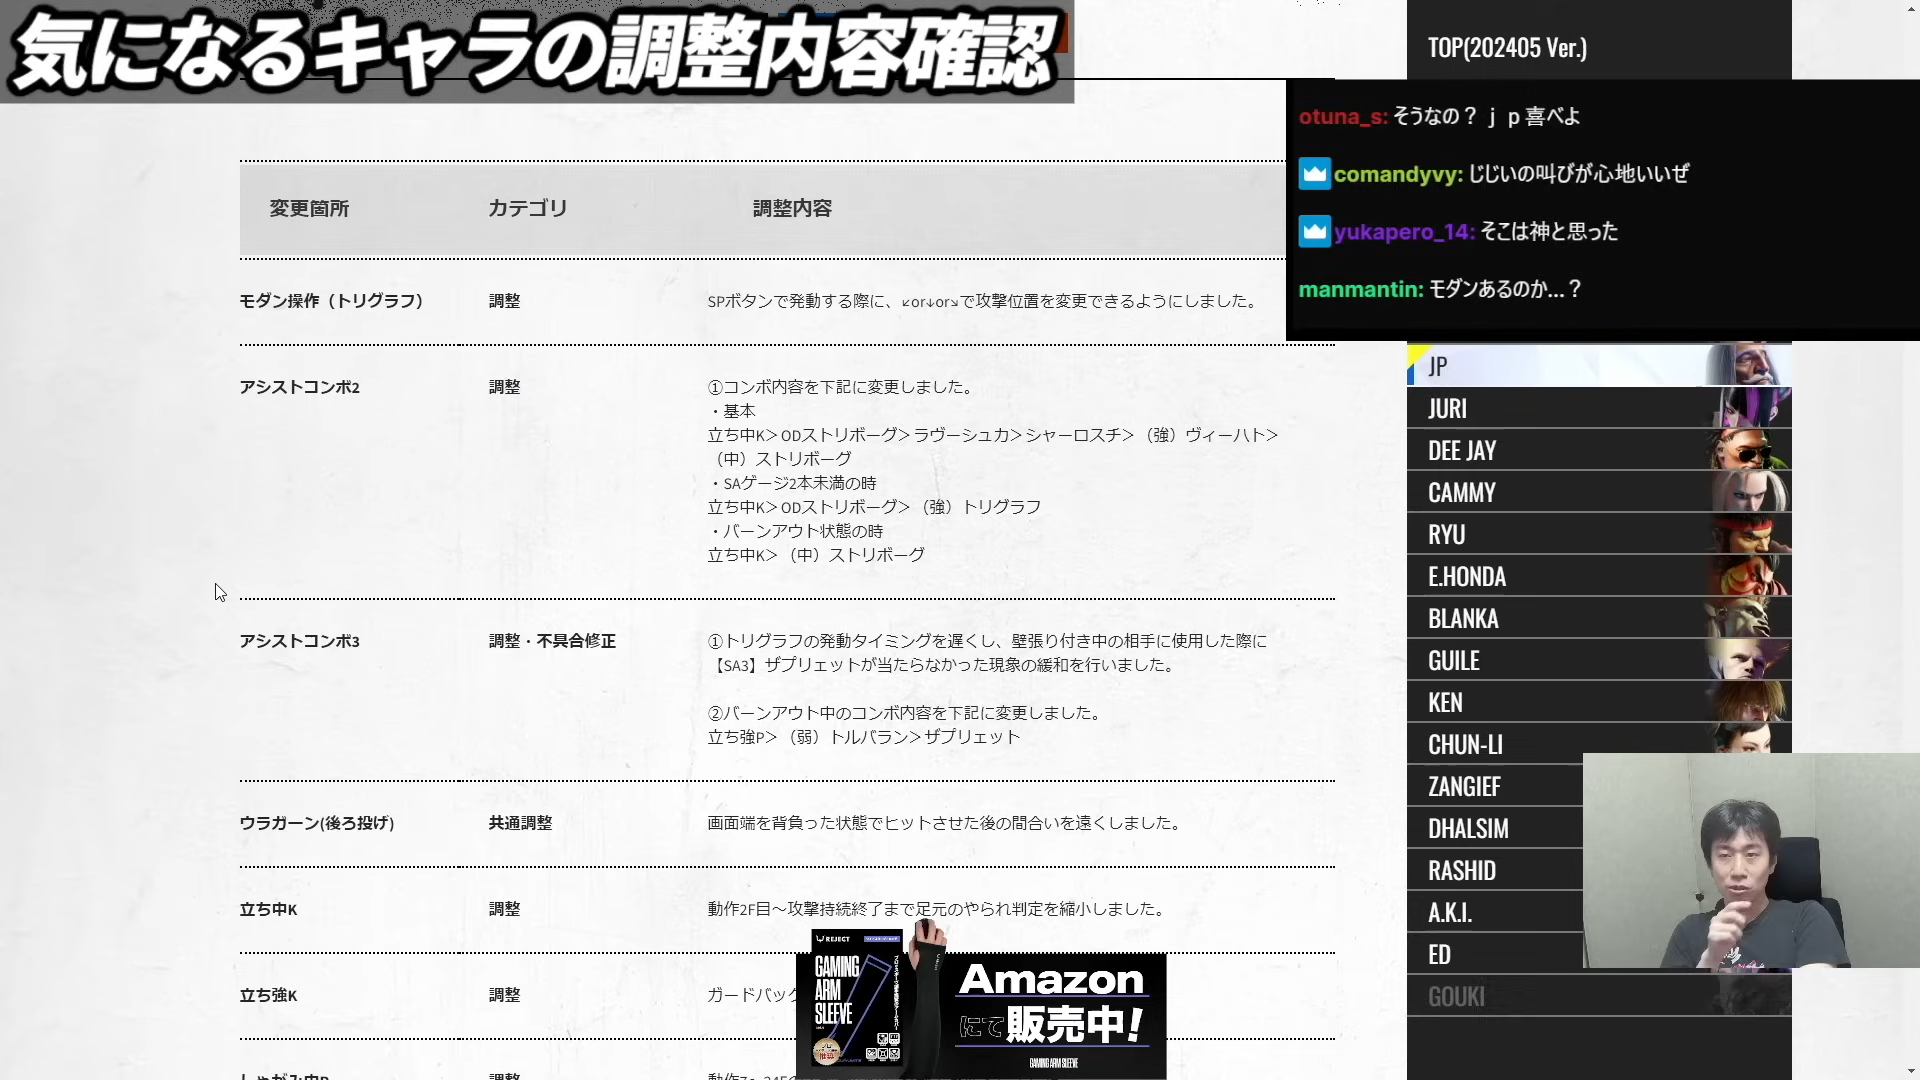 気になるキャラの調整内容確認
TOP(202405 Ver.)
otuna_s: そうなの？ｊｐ喜べよ
comandyvy: じじいの叫びが心地いいぜ
yukapero_14: そこは神と思った
manmantin: モダンあるのか...？
変更箇所 カテゴリ 調整内容
モダン操作（トリグラフ） 調整 SPボタンで発動する際に、↙or↓or↘で攻撃位置を変更できるようにしました。
アシストコンボ2 調整 ①コンボ内容を下記に変更しました。
・基本
立ち中K＞ODストリボーグ＞ラヴーシュカ＞シャーロスチ＞（強）ヴィーハト＞
（中）ストリボーグ
・SAゲージ2本未満の時
立ち中K＞ODストリボーグ＞（強）トリグラフ
・バーンアウト状態の時
立ち中K＞（中）ストリボーグ
アシストコンボ3 調整・不具合修正 ①トリグラフの発動タイミングを遅くし、壁張り付き中の相手に使用した際に
【SA3】ザプリェットが当たらなかった現象の緩和を行いました。
②バーンアウト中のコンボ内容を下記に変更しました。
立ち強P＞（弱）トルバラン＞ザプリェット
ウラガーン(後ろ投げ) 共通調整 画面端を背負った状態でヒットさせた後の間合いを遠くしました。
立ち中K 調整 動作2F目～攻撃持続終了まで足元のやられ判定を縮小しました。
立ち強K 調整 ガードバック
JP
JURI
DEE JAY
CAMMY
RYU
E.HONDA
BLANKA
GUILE
KEN
CHUN-LI
ZANGIEF
DHALSIM
RASHID
A.K.I.
ED
GOUKI
REJECT
GAMING
ARM
SLEEVE
Amazon
にて販売中!
GAMING ARM SLEEVE